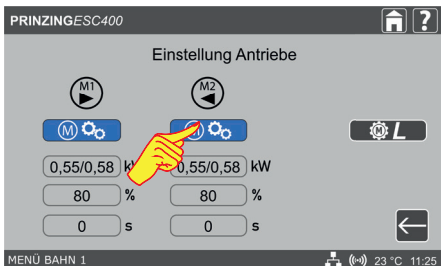 PRINZINGESC400
?
Einstellung Antriebe
M1 M2
M M
L
0,55/0,58 kW 0,55/0,58 kW
80 % 80 %
0 s 0 s
MENÜ BAHN 1 23 °C 11:25